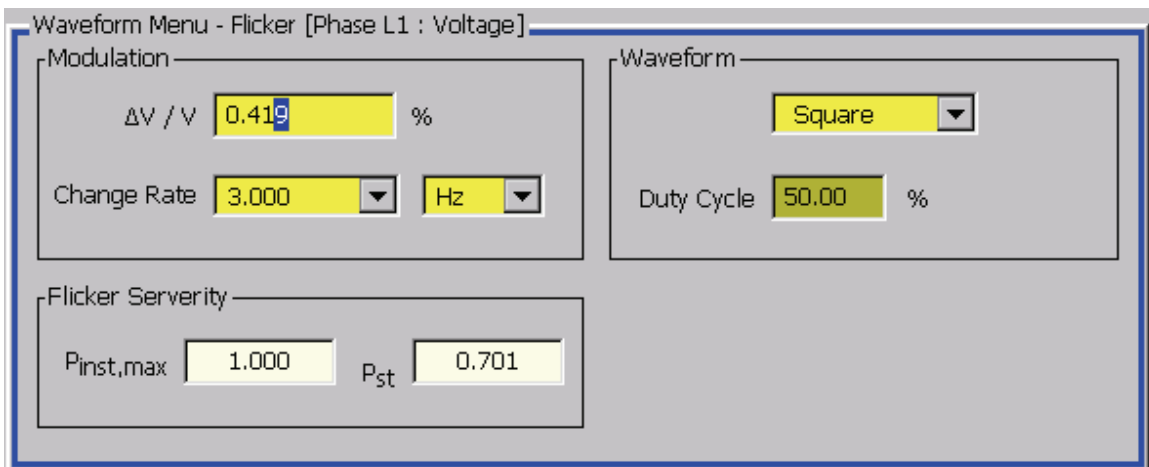 Waveform Menu - Flicker [Phase L1 : Voltage]
Modulation
ΔV / V 0.419 %
Change Rate 3.000 Hz
Waveform
Square
Duty Cycle 50.00 %
Flicker Serverity
Pinst,max 1.000 Pst 0.701